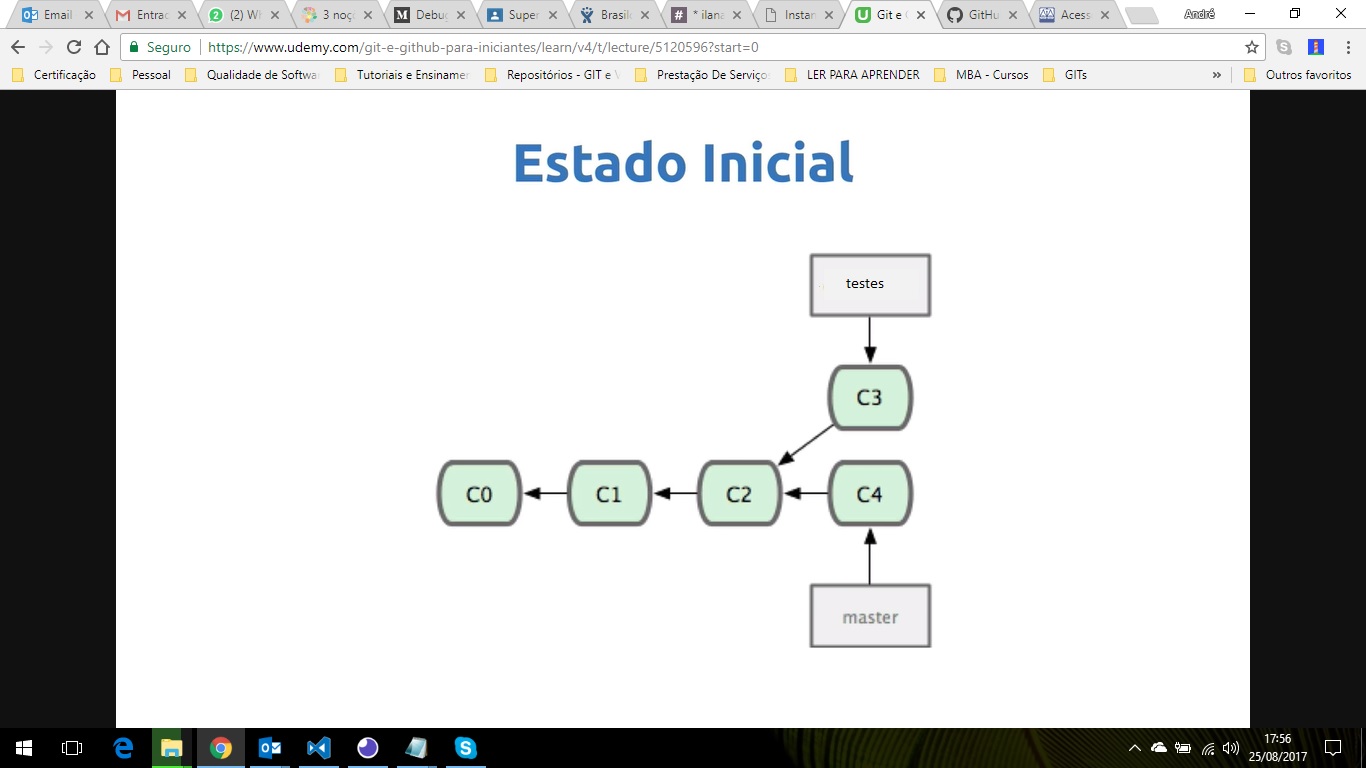 Email
Entrac
(2) Wh
3 noçõ
Debug
Super
Brasil
* ilana
Instar
Git e G
GitHu
Acess
André
Seguro
https://www.udemy.com/git-e-github-para-iniciantes/learn/v4/t/lecture/5120596?start=0
Certificação
Pessoal
Qualidade de Softwa
Tutoriais e Ensinamen
Repositórios - GIT e V
Prestação De Serviço
LER PARA APRENDER
MBA - Cursos
GITs
»
Outros favoritos
Estado Inicial
testes
C3
C0
C1
C2
C4
master
17:56
25/08/2017